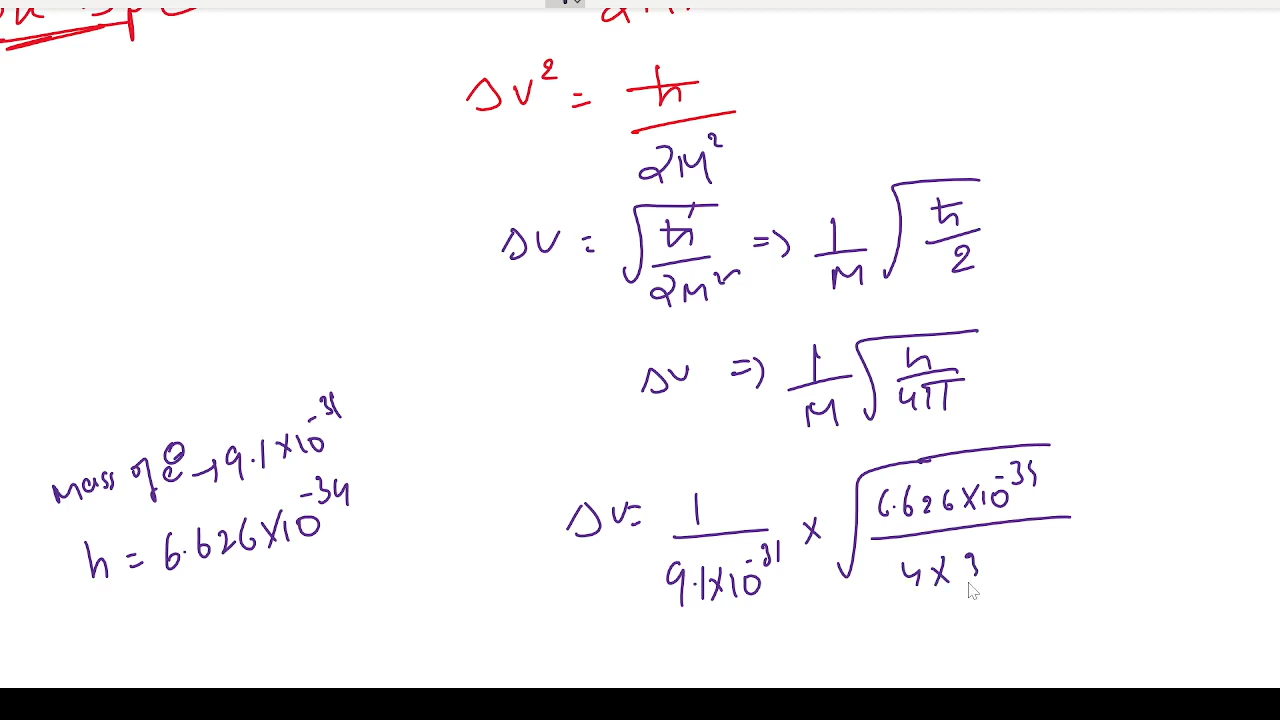 Δv² = ħ / 2M²
Δv = √(ħ / 2M²) ⇒ 1/M √(ħ/2)
Δv ⇒ 1/M √(h/4π)
Mass of e → 9.1×10⁻³¹
h = 6.626×10⁻³⁴
Δv = 1 / 9.1×10⁻³¹ × √(6.626×10⁻³⁴ / 4×3